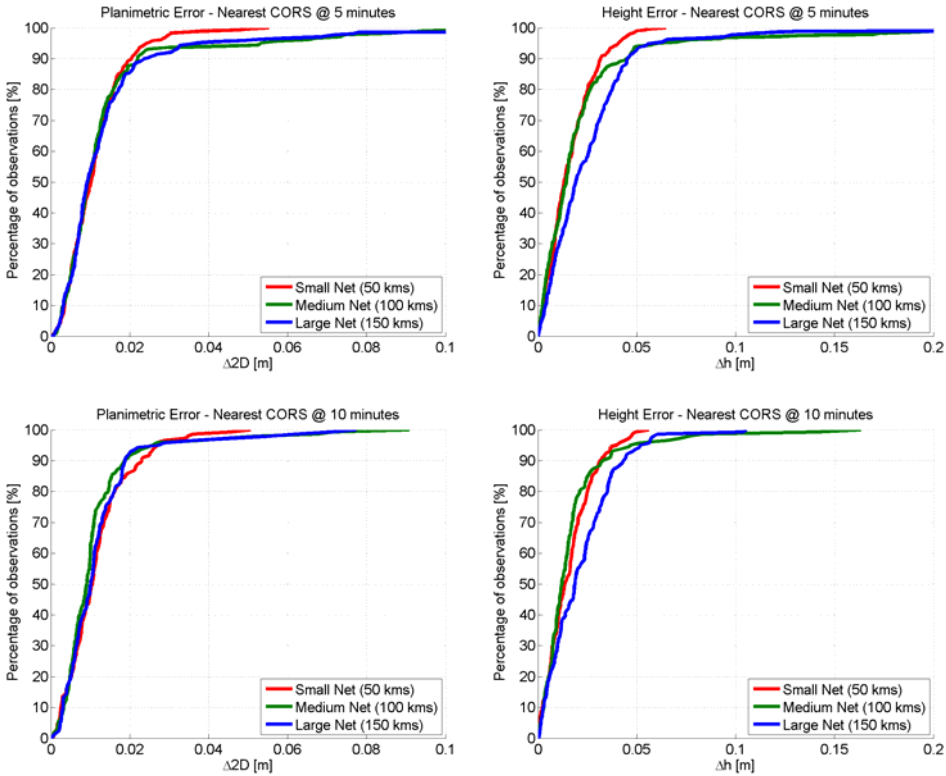 Planimetric Error - Nearest CORS @ 5 minutes
Percentage of observations [%]
100
90
80
70
60
50
40
30
20
10
0
Small Net (50 kms)
Medium Net (100 kms)
Large Net (150 kms)
0 0.02 0.04 0.06 0.08 0.1
Δ2D [m]
Height Error - Nearest CORS @ 5 minutes
Percentage of observations [%]
100
90
80
70
60
50
40
30
20
10
0
Small Net (50 kms)
Medium Net (100 kms)
Large Net (150 kms)
0 0.05 0.1 0.15 0.2
Δh [m]
Planimetric Error - Nearest CORS @ 10 minutes
Percentage of observations [%]
100
90
80
70
60
50
40
30
20
10
0
Small Net (50 kms)
Medium Net (100 kms)
Large Net (150 kms)
0 0.02 0.04 0.06 0.08 0.1
Δ2D [m]
Height Error - Nearest CORS @ 10 minutes
Percentage of observations [%]
100
90
80
70
60
50
40
30
20
10
0
Small Net (50 kms)
Medium Net (100 kms)
Large Net (150 kms)
0 0.05 0.1 0.15 0.2
Δh [m]